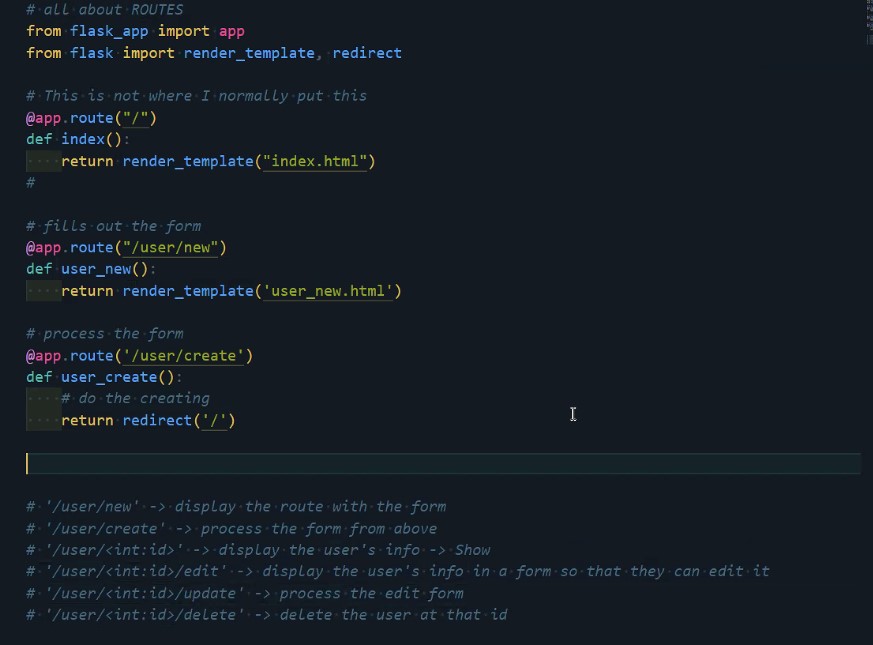 # all about ROUTES
from flask_app import app
from flask import render_template, redirect
# This is not where I normally put this
@app.route("/")
def index():
return render_template("index.html")
#
# fills out the form
@app.route("/user/new")
def user_new():
return render_template('user_new.html')
# process the form
@app.route('/user/create')
def user_create():
# do the creating
return redirect('/')
# '/user/new' -> display the route with the form
# '/user/create' -> process the form from above
# '/user/<int:id>' -> display the user's info -> Show
# '/user/<int:id>/edit' -> display the user's info in a form so that they can edit it
# '/user/<int:id>/update' -> process the edit form
# '/user/<int:id>/delete' -> delete the user at that id